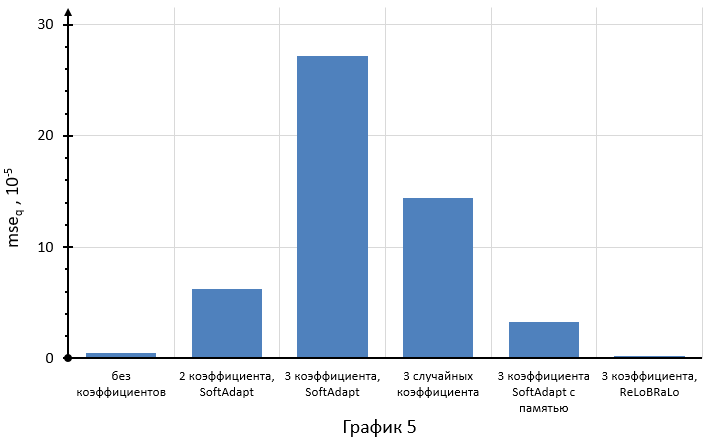 30
20
10
0
mseq , 10-5
без
коэффициентов
2 коэффициента,
SoftAdapt
3 коэффициента,
SoftAdapt
3 случайных
коэффициента
3 коэффициента
SoftAdapt с
памятью
3 коэффициента,
ReLoBRaLo
График 5